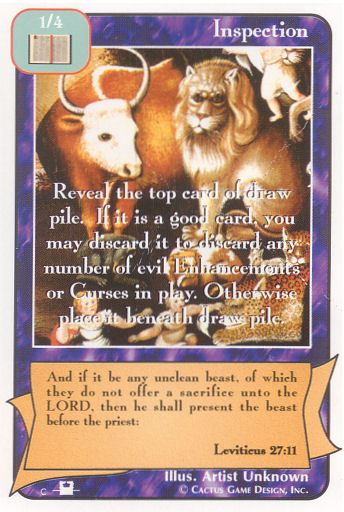 1/4
Inspection
Reveal the top card of draw
pile. If it is a good card, you
may discard it to discard any
number of evil Enhancements
or Curses in play. Otherwise
place it beneath draw pile.
And if it be any unclean beast, of which
they do not offer a sacrifice unto the
LORD, then he shall present the beast
before the priest:
Leviticus 27:11
Illus. Artist Unknown
C
© CACTUS GAME DESIGN, INC.